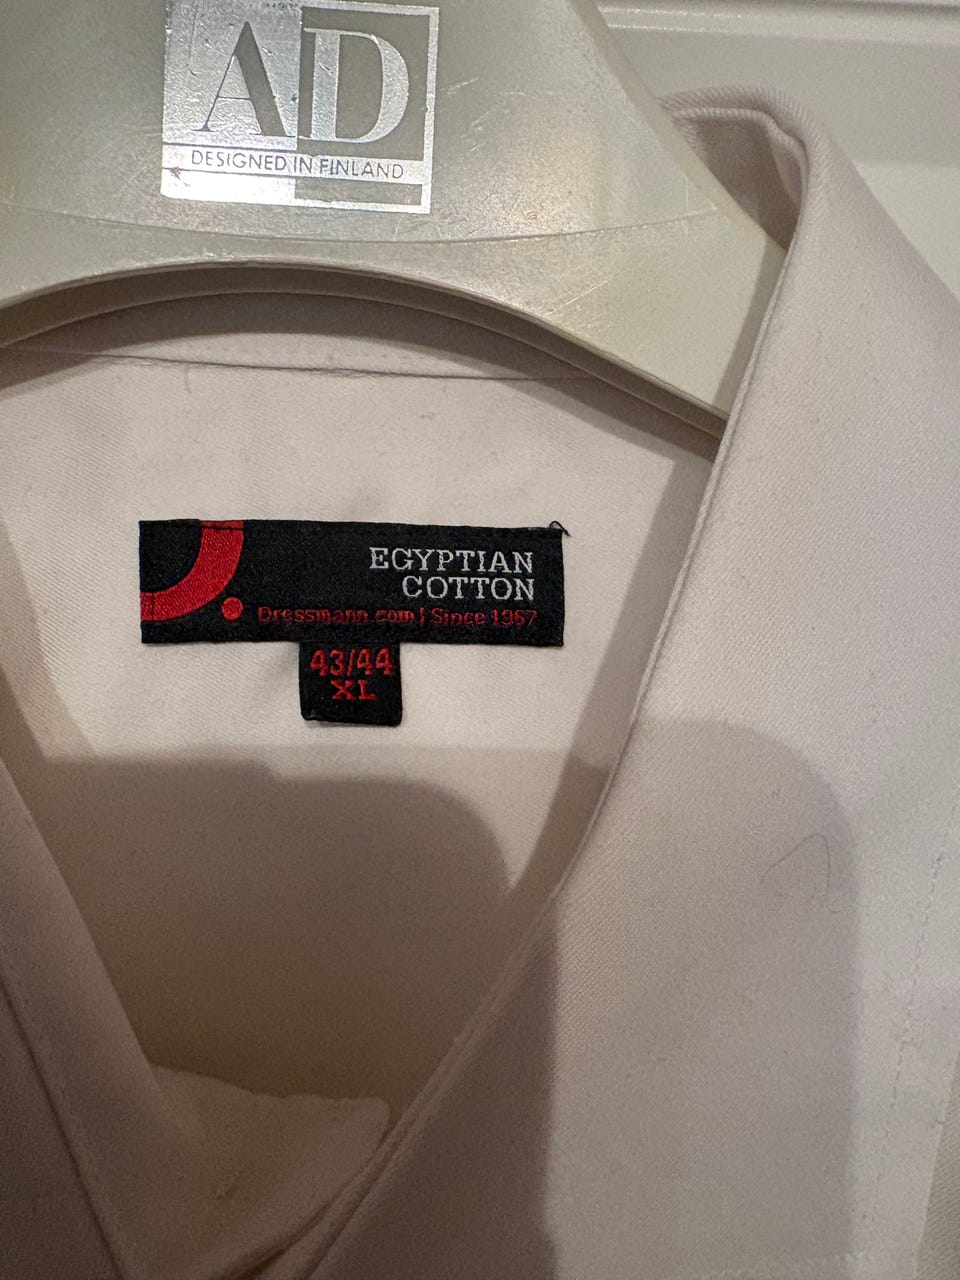 AD
DESIGNED IN FINLAND
EGYPTIAN
COTTON
Dressmann.com | Since 1967
43/44
XL